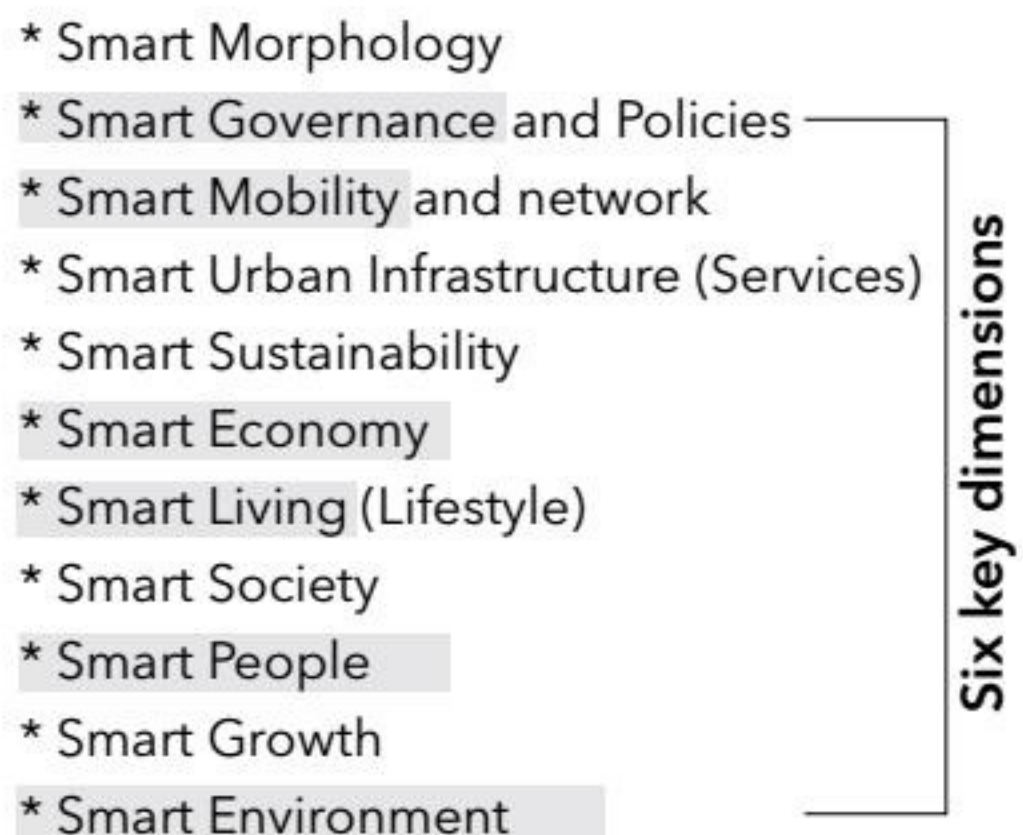 * Smart Morphology
* Smart Governance and Policies
* Smart Mobility and network
* Smart Urban Infrastructure (Services)
* Smart Sustainability
* Smart Economy
* Smart Living (Lifestyle)
* Smart Society
* Smart People
* Smart Growth
* Smart Environment
Six key dimensions